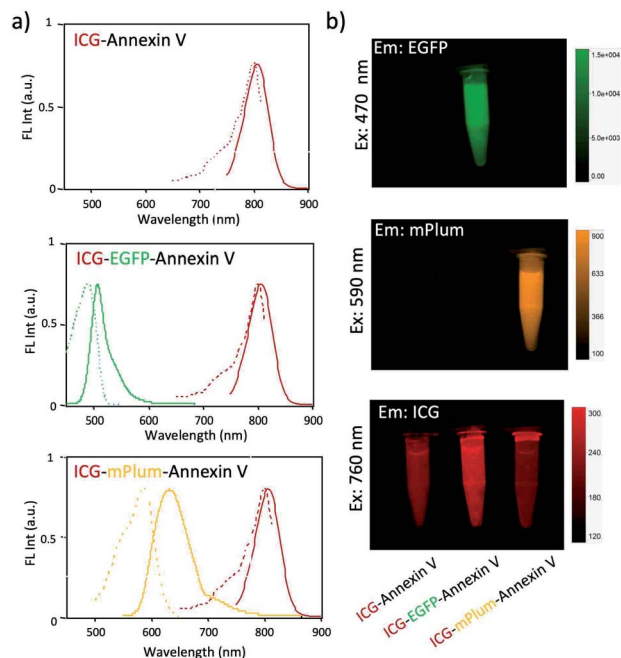 a)
ICG-Annexin V
1
0.5
0
FL Int (a.u.)
500 600 700 800 900
Wavelength (nm)
ICG-EGFP-Annexin V
1
0.5
0
FL Int (a.u.)
500 600 700 800 900
Wavelength (nm)
ICG-mPlum-Annexin V
1
0.5
0
FL Int (a.u.)
500 600 700 800 900
Wavelength (nm)
b)
Em: EGFP
Ex: 470 nm
1.5e+004
1.0e+004
5.0e+003
0.00
Em: mPlum
Ex: 590 nm
900
633
366
100
Em: ICG
Ex: 760 nm
300
240.
180.
120.
ICG-Annexin V
ICG-EGFP-Annexin V
ICG-mPlum-Annexin V